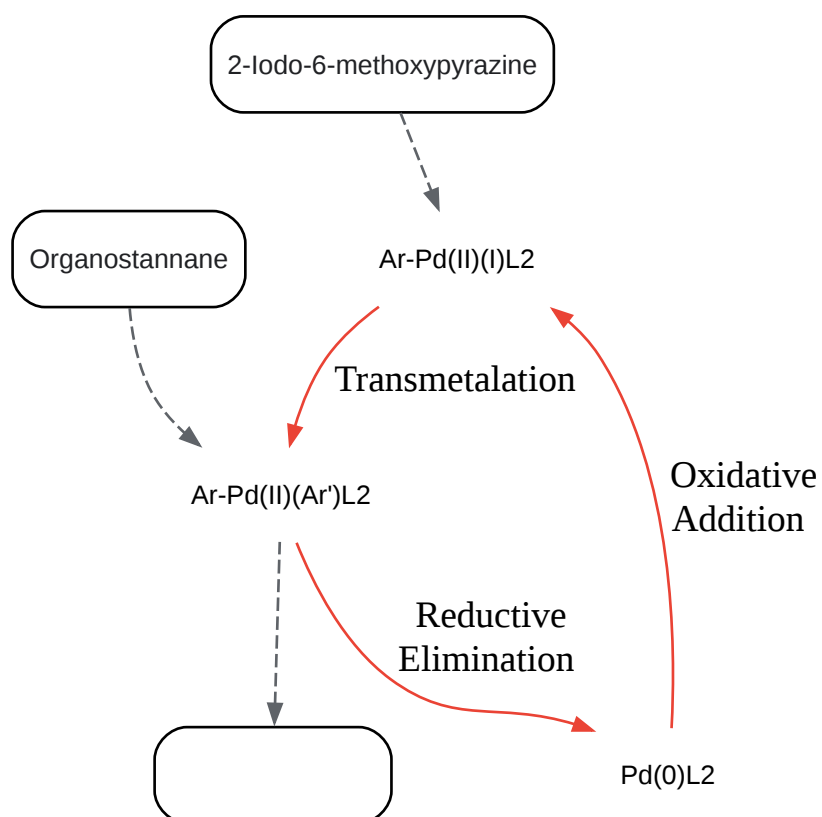 2-Iodo-6-methoxypyrazine
Organostannane
Ar-Pd(II)(I)L2
Transmetalation
Oxidative
Addition
Ar-Pd(II)(Ar')L2
Reductive
Elimination
Pd(0)L2